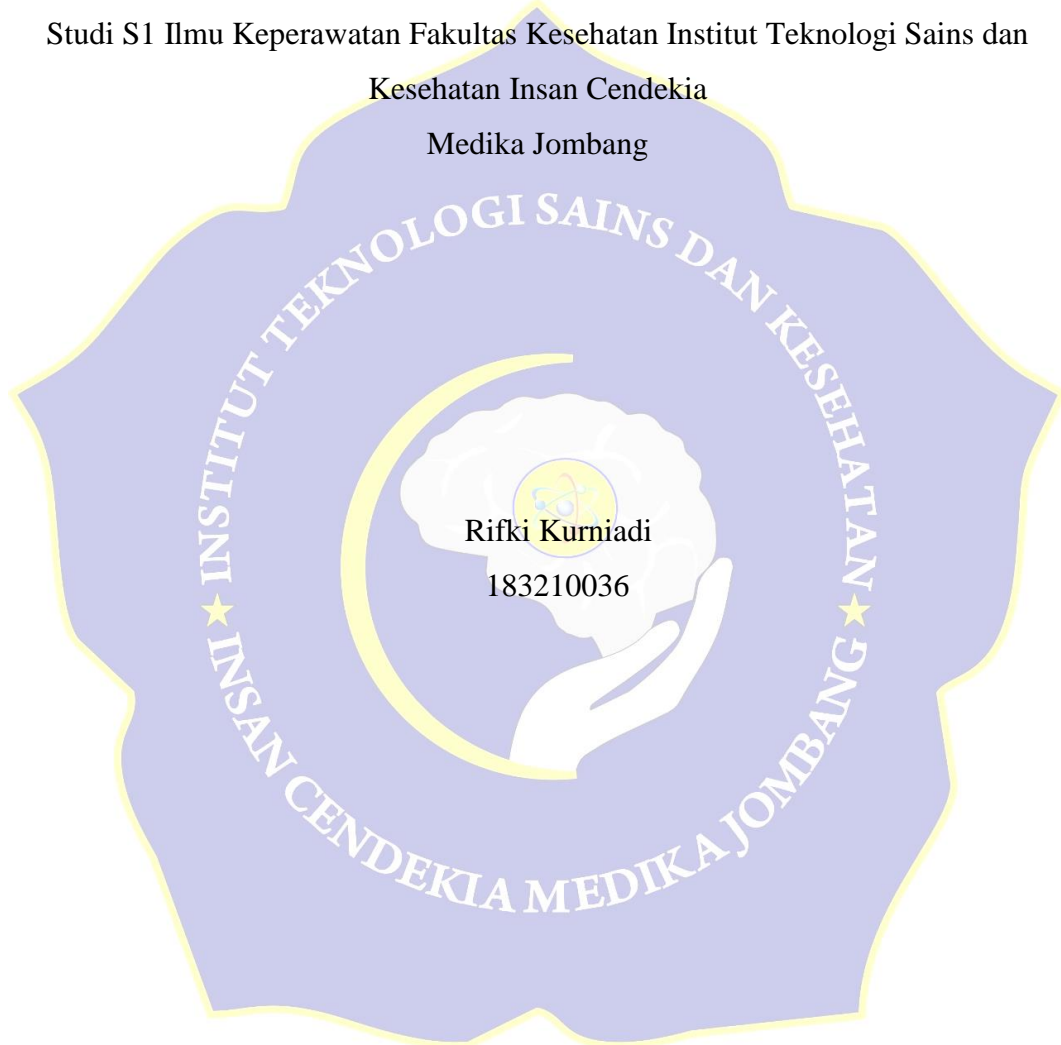 Studi S1 Ilmu Keperawatan Fakultas Kesehatan Institut Teknologi Sains dan
Kesehatan Insan Cendekia
Medika Jombang
INSTITUT TEKNOLOGI SAINS DAN KESEHATAN
Rifki Kurniadi
183210036
INSAN CENDEKIA MEDIKA JOMBANG